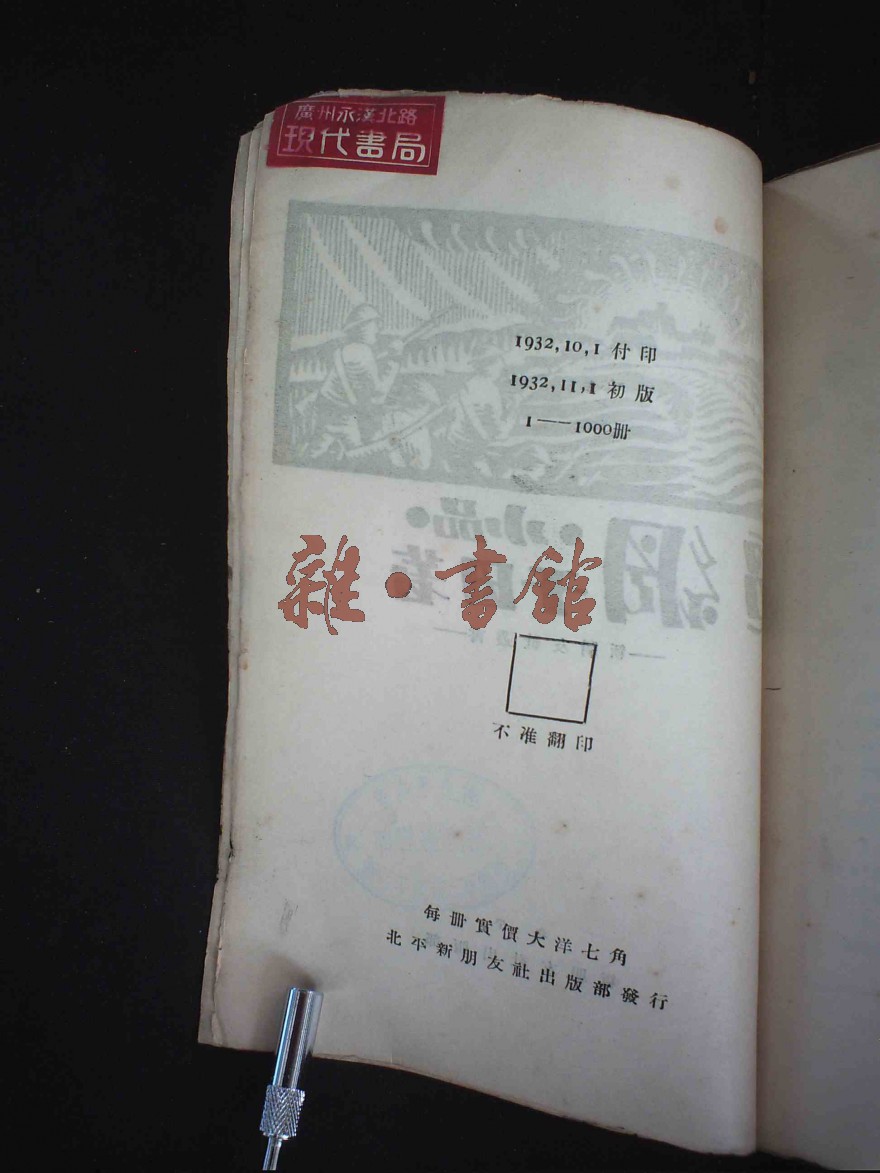 廣州永漢北路
現代書局
1932,10,1 付印
1932,11,1 初版
1——1000冊
雜·書館
不准翻印
每冊實價大洋七角
北平新朋友社出版部發行